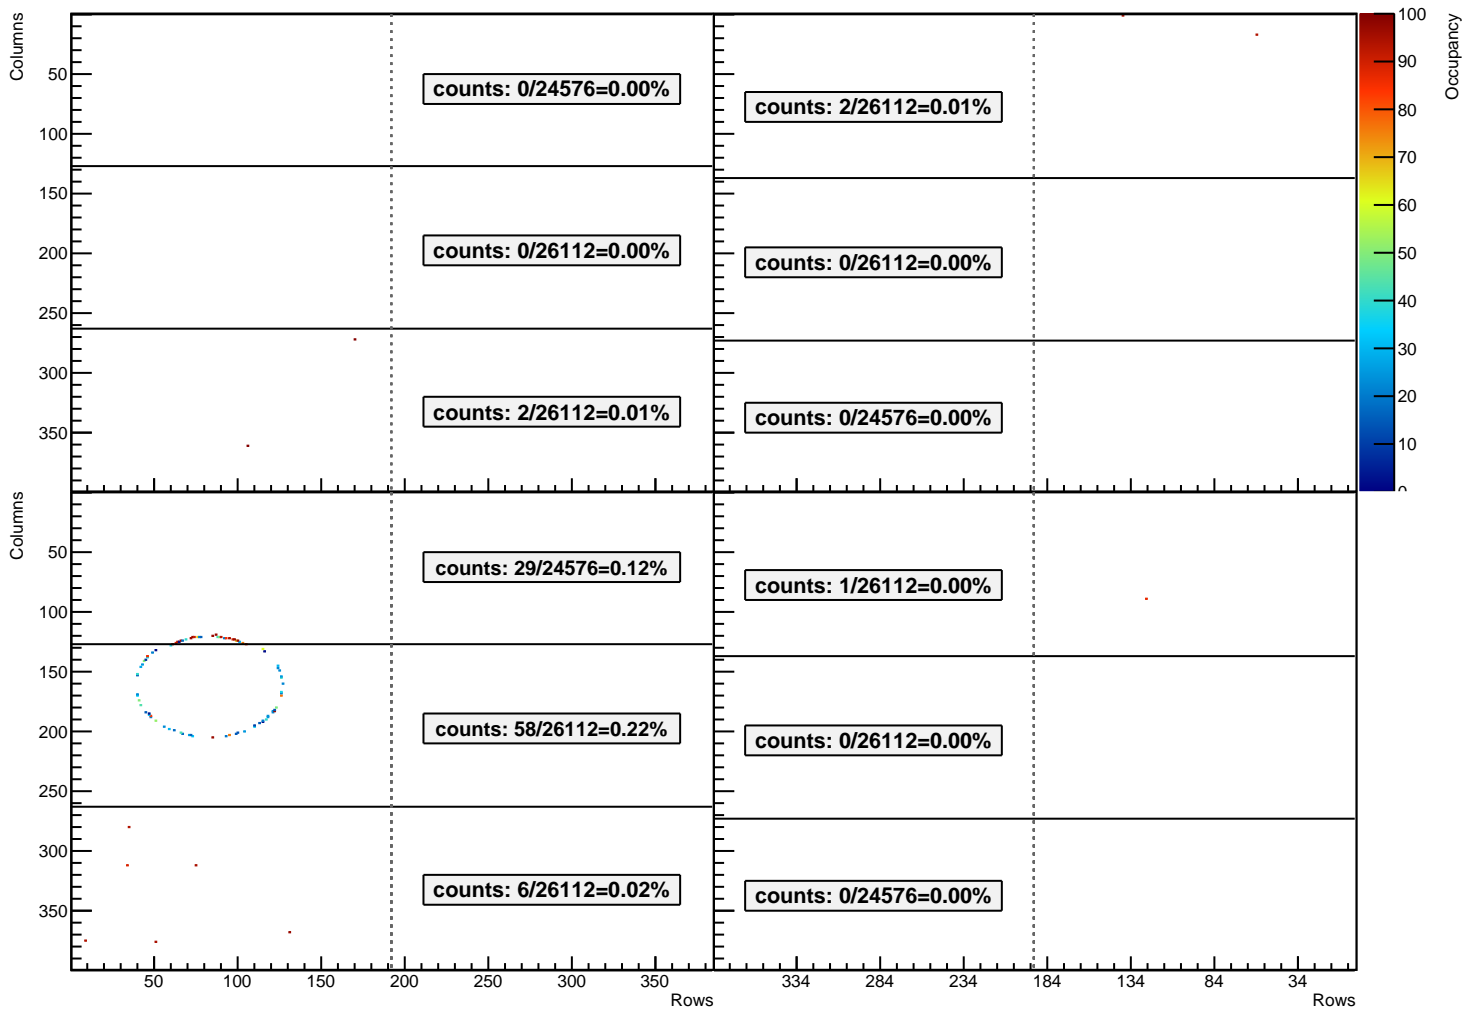 Columns
50
100
150
200
250
300
350
counts: 0/24576=0.00%
counts: 0/26112=0.00%
counts: 2/26112=0.01%
counts: 2/26112=0.01%
counts: 0/26112=0.00%
counts: 0/24576=0.00%
100
90
80
70
60
50
40
30
20
10
0
Occupancy
Columns
50
100
150
200
250
300
350
counts: 29/24576=0.12%
counts: 58/26112=0.22%
counts: 6/26112=0.02%
50 100 150 200 250 300 350
Rows
counts: 1/26112=0.00%
counts: 0/26112=0.00%
counts: 0/24576=0.00%
334 284 234 184 134 84 34
Rows